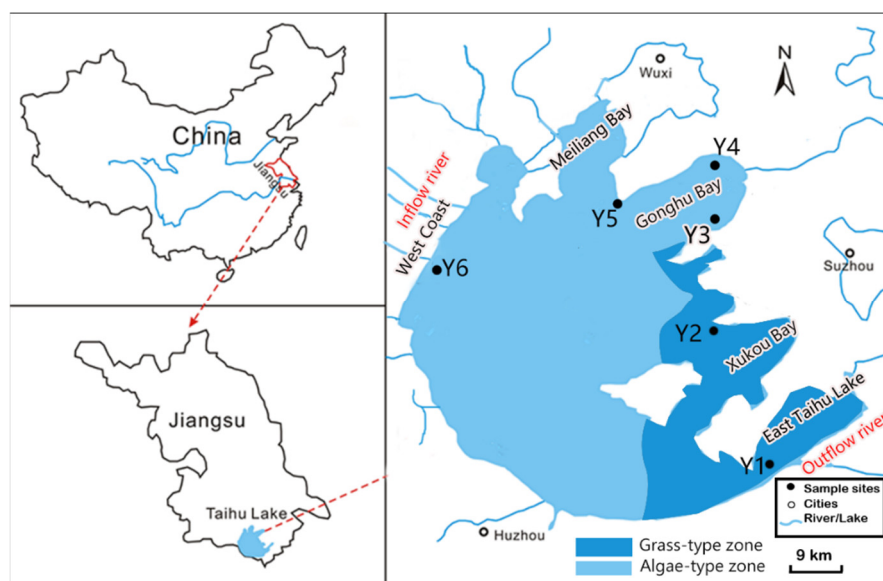 China
Jiangsu
Jiangsu
Taihu Lake
N
Wuxi
Meiliang Bay
Y4
Gonghu Bay
Y5
Y3
Inflow river
West Coast
Y6
Suzhou
Y2
Xukou Bay
East Taihu Lake
Y1
Outflow river
Huzhou
Sample sites
Cities
River/Lake
Grass-type zone
Algae-type zone
9 km